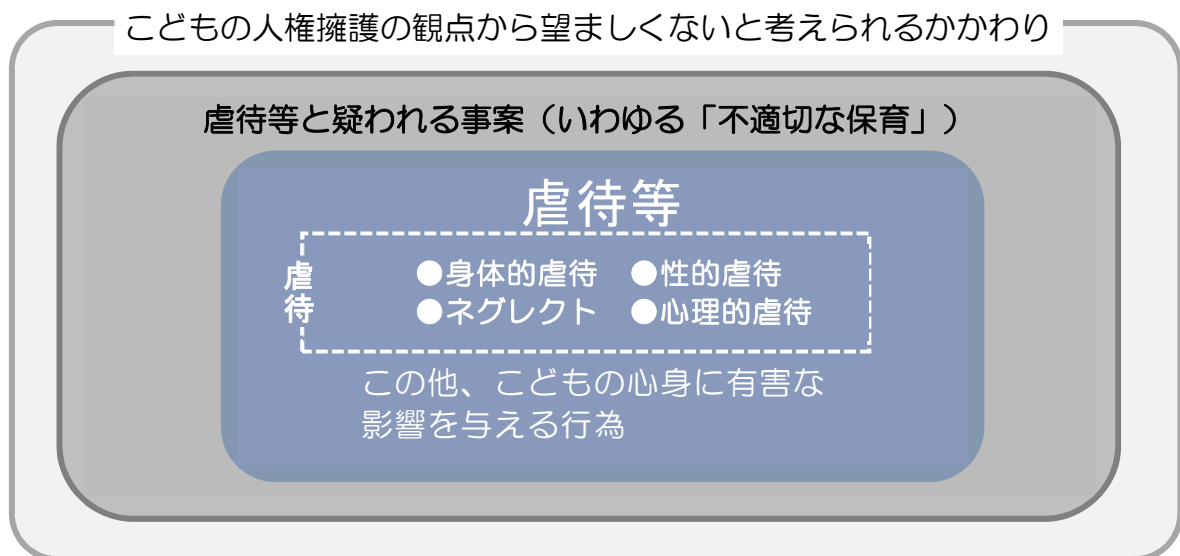 こどもの人権擁護の観点から望ましくないと考えられるかかわり
虐待等と疑われる事案（いわゆる「不適切な保育」）
虐待等
虐待
●身体的虐待 ●性的虐待
●ネグレクト ●心理的虐待
この他、こどもの心身に有害な
影響を与える行為